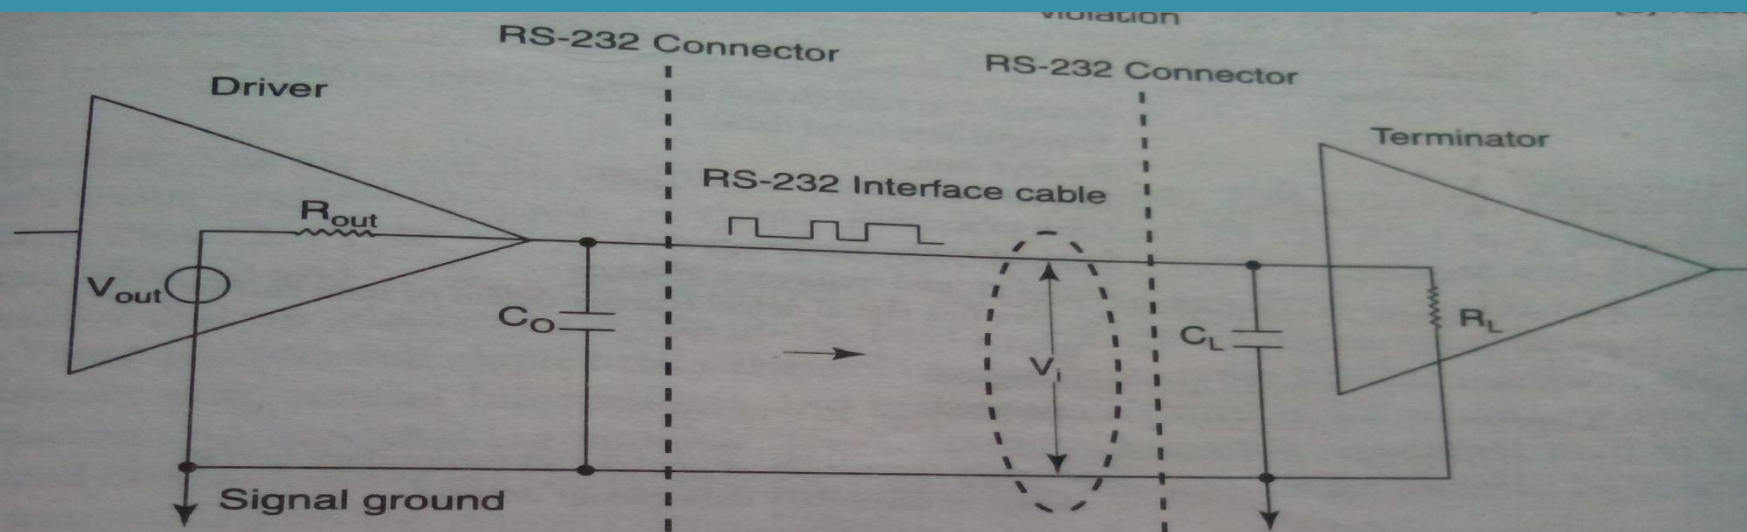 violation
RS-232 Connector
RS-232 Connector
Driver
Terminator
RS-232 Interface cable
Rout
Vout
CO
Vi
CL
RL
Signal ground